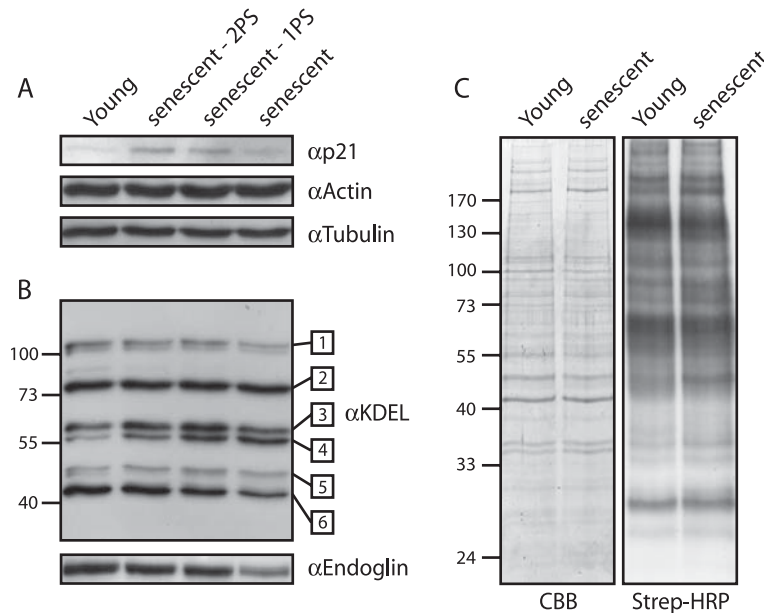 A
Young
senescent - 2PS
senescent - 1PS
senescent
αp21
αActin
αTubulin
B
100
73
55
40
1
2
3
4
5
6
αKDEL
αEndoglin
C
Young
senescent
Young
senescent
170
130
100
73
55
40
33
24
CBB
Strep-HRP